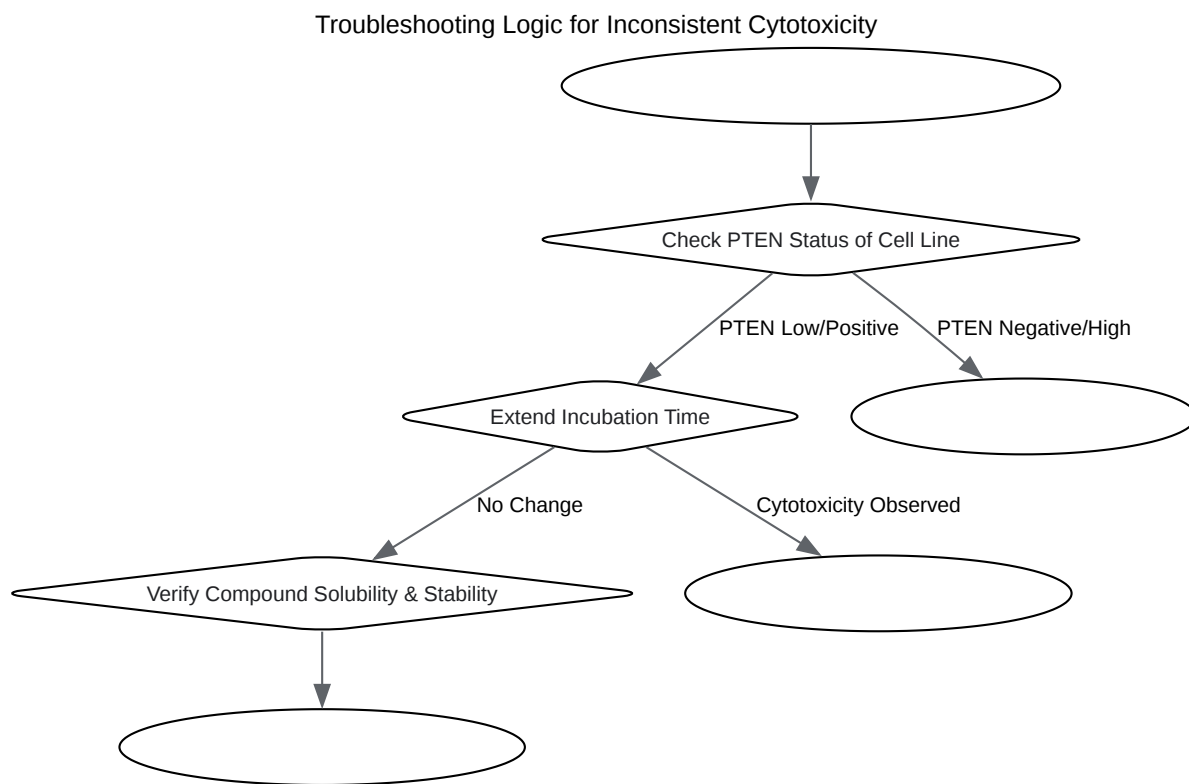 Troubleshooting Logic for Inconsistent Cytotoxicity
Check PTEN Status of Cell Line
PTEN Low/Positive
PTEN Negative/High
Extend Incubation Time
No Change
Cytotoxicity Observed
Verify Compound Solubility & Stability